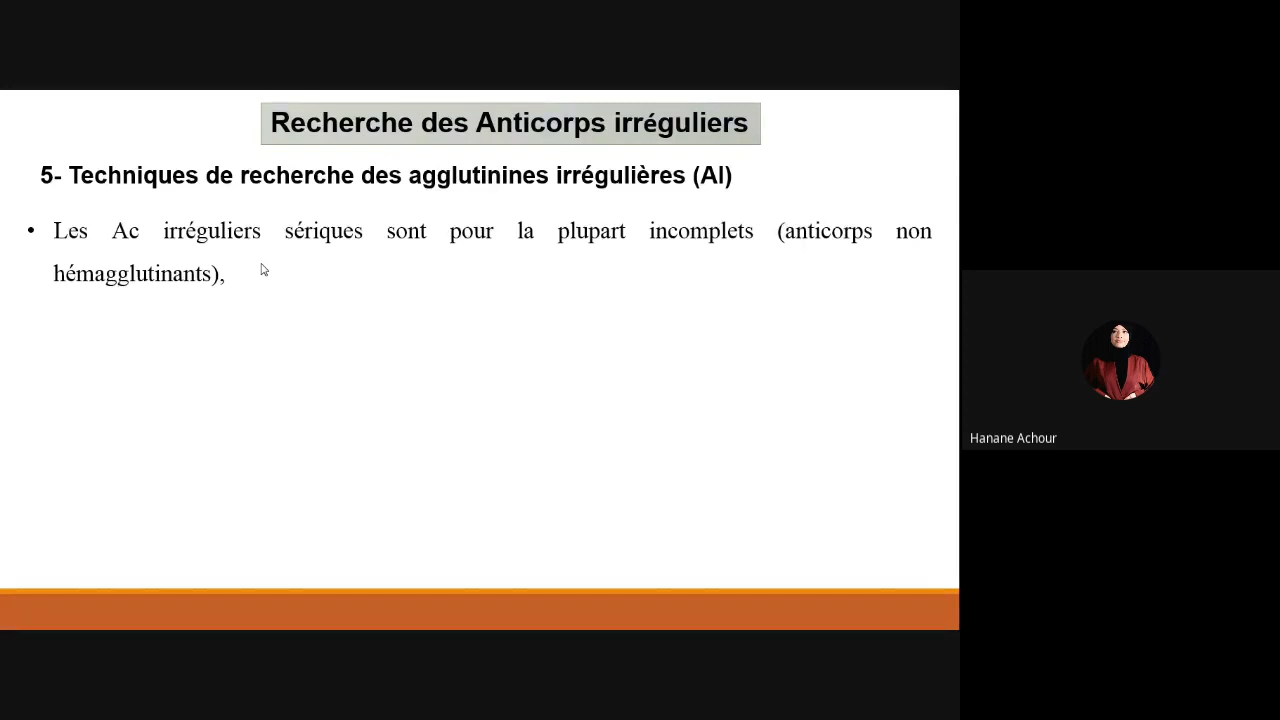 Recherche des Anticorps irréguliers
5- Techniques de recherche des agglutinines irrégulières (AI)
• Les Ac irréguliers sériques sont pour la plupart incomplets (anticorps non
hémagglutinants),
Hanane Achour